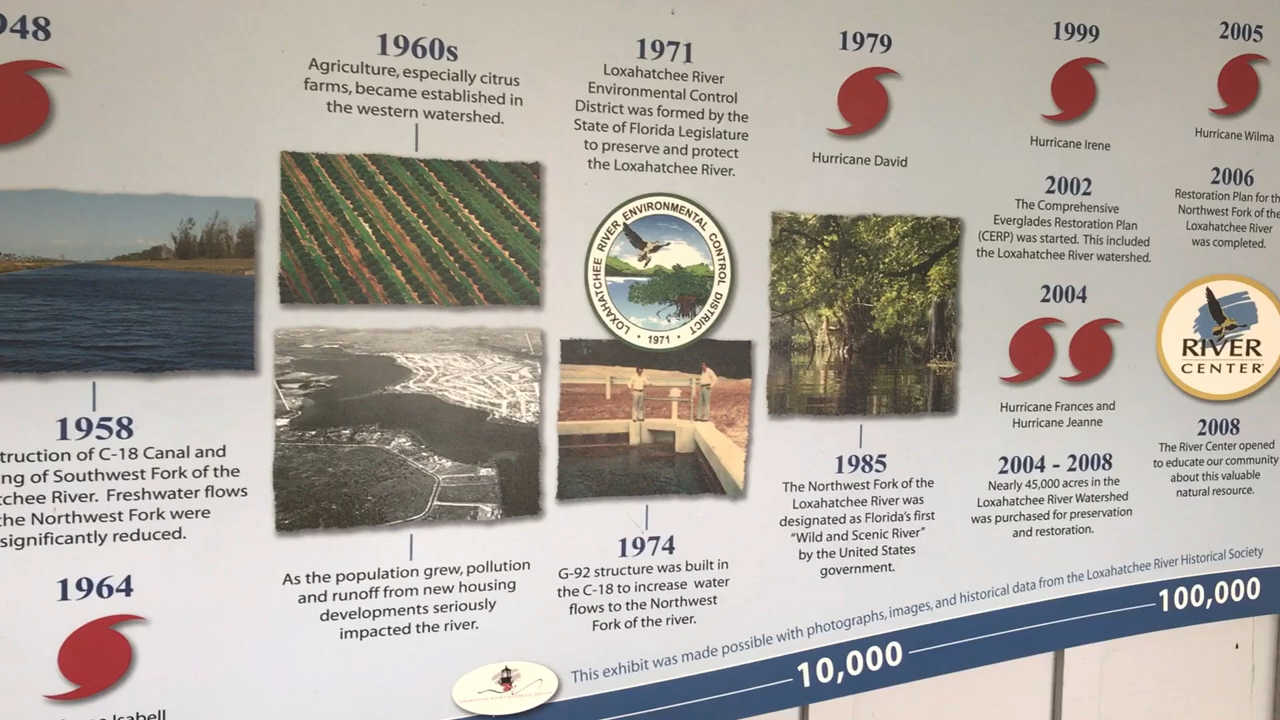 948
1958
truction of C-18 Canal and
ng of Southwest Fork of the
tchee River. Freshwater flows
the Northwest Fork were
significantly reduced.
1964
Isabell
1960s
Agriculture, especially citrus
farms, became established in
the western watershed.
As the population grew, pollution
and runoff from new housing
developments seriously
impacted the river.
1971
Loxahatchee River
Environmental Control
District was formed by the
State of Florida Legislature
to preserve and protect
the Loxahatchee River.
LOXAHATCHEE RIVER ENVIRONMENTAL CONTROL DISTRICT
• 1971 •
1974
G-92 structure was built in
the C-18 to increase water
flows to the Northwest
Fork of the river.
1979
Hurricane David
1985
The Northwest Fork of the
Loxahatchee River was
designated as Florida's first
"Wild and Scenic River"
by the United States
government.
1999
Hurricane Irene
2002
The Comprehensive
Everglades Restoration Plan
(CERP) was started. This included
the Loxahatchee River watershed.
2004
Hurricane Frances and
Hurricane Jeanne
2004 - 2008
Nearly 45,000 acres in the
Loxahatchee River Watershed
was purchased for preservation
and restoration.
2005
Hurricane Wilma
2006
Restoration Plan for th
Northwest Fork of the
Loxahatchee River
was completed.
RIVER
CENTER
2008
The River Center opened
to educate our community
about this valuable
natural resource.
This exhibit was made possible with photographs, images, and historical data from the Loxahatchee River Historical Society
10,000
100,000